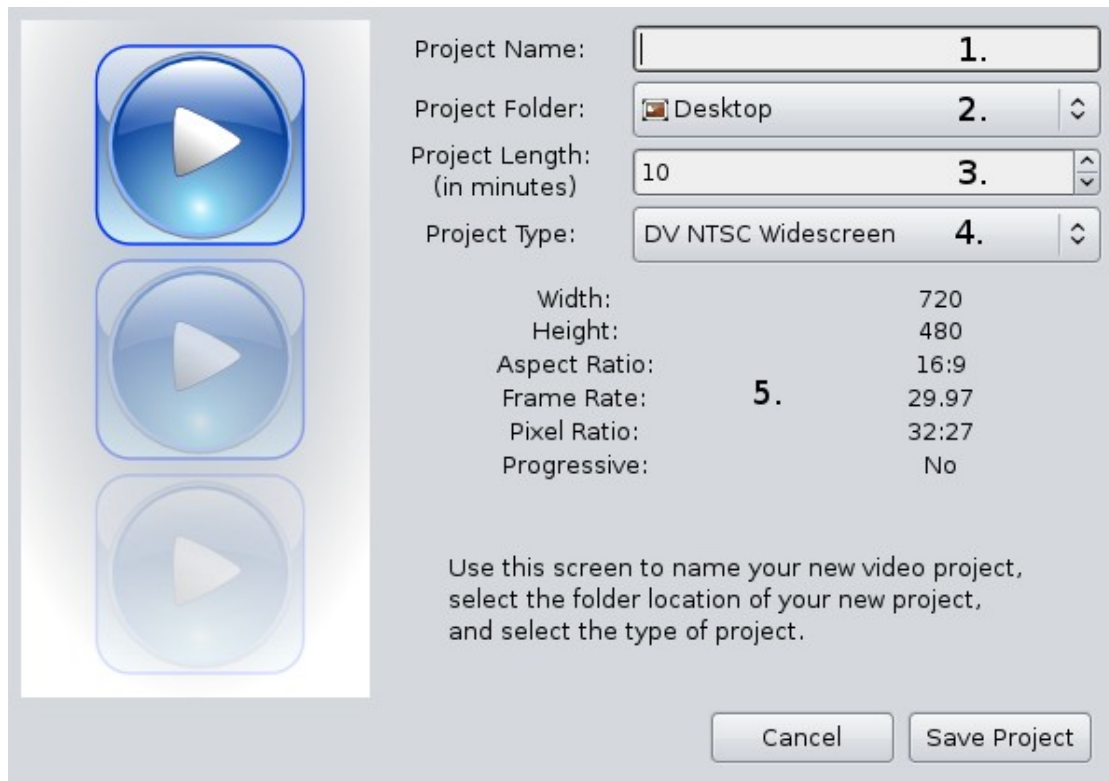 Project Name: 1.
Project Folder: Desktop 2.
Project Length:
(in minutes) 10 3.
Project Type: DV NTSC Widescreen 4.
Width: 720
Height: 480
Aspect Ratio: 16:9
Frame Rate: 5. 29.97
Pixel Ratio: 32:27
Progressive: No
Use this screen to name your new video project,
select the folder location of your new project,
and select the type of project.
Cancel Save Project